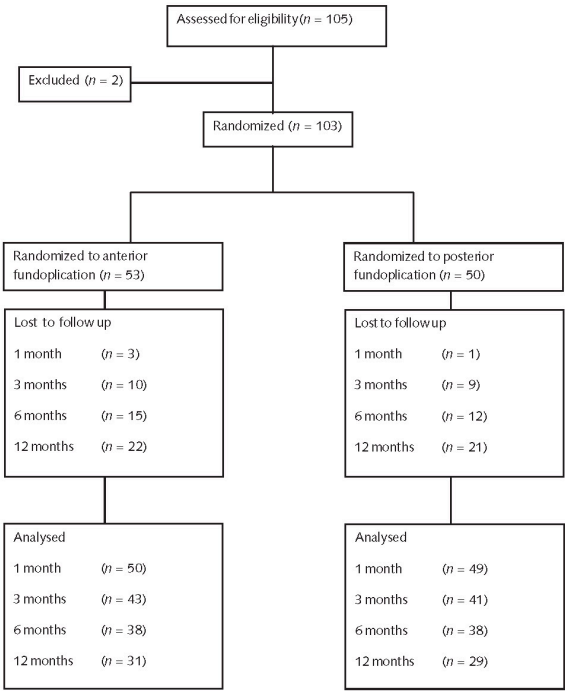 Assessed for eligibility (n = 105)
Excluded (n = 2)
Randomized (n = 103)
Randomized to anterior
fundoplication (n = 53)
Lost to follow up
1 month (n = 3)
3 months (n = 10)
6 months (n = 15)
12 months (n = 22)
Analysed
1 month (n = 50)
3 months (n = 43)
6 months (n = 38)
12 months (n = 31)
Randomized to posterior
fundoplication (n = 50)
Lost to follow up
1 month (n = 1)
3 months (n = 9)
6 months (n = 12)
12 months (n = 21)
Analysed
1 month (n = 49)
3 months (n = 41)
6 months (n = 38)
12 months (n = 29)